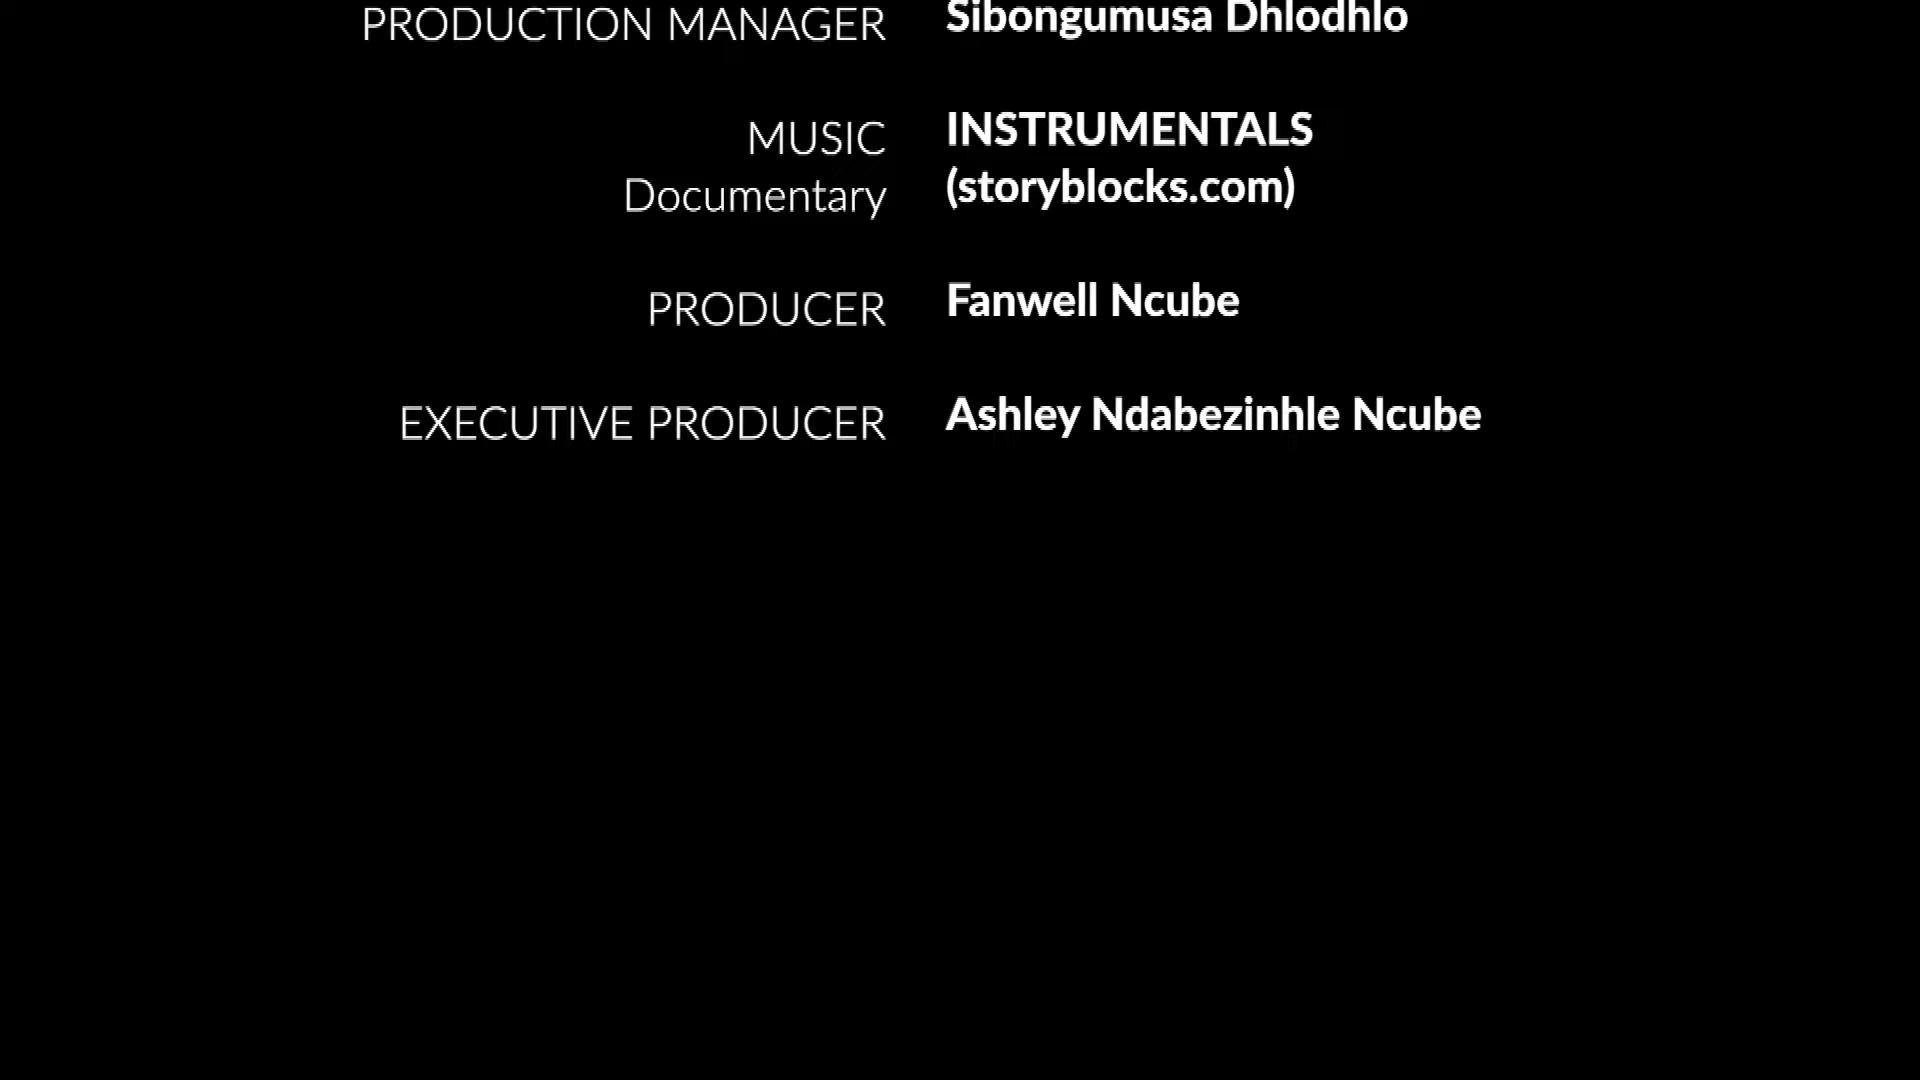 PRODUCTION MANAGER Sibongumusa Dhlodhlo
MUSIC INSTRUMENTALS
Documentary (storyblocks.com)
PRODUCER Fanwell Ncube
EXECUTIVE PRODUCER Ashley Ndabezinhle Ncube